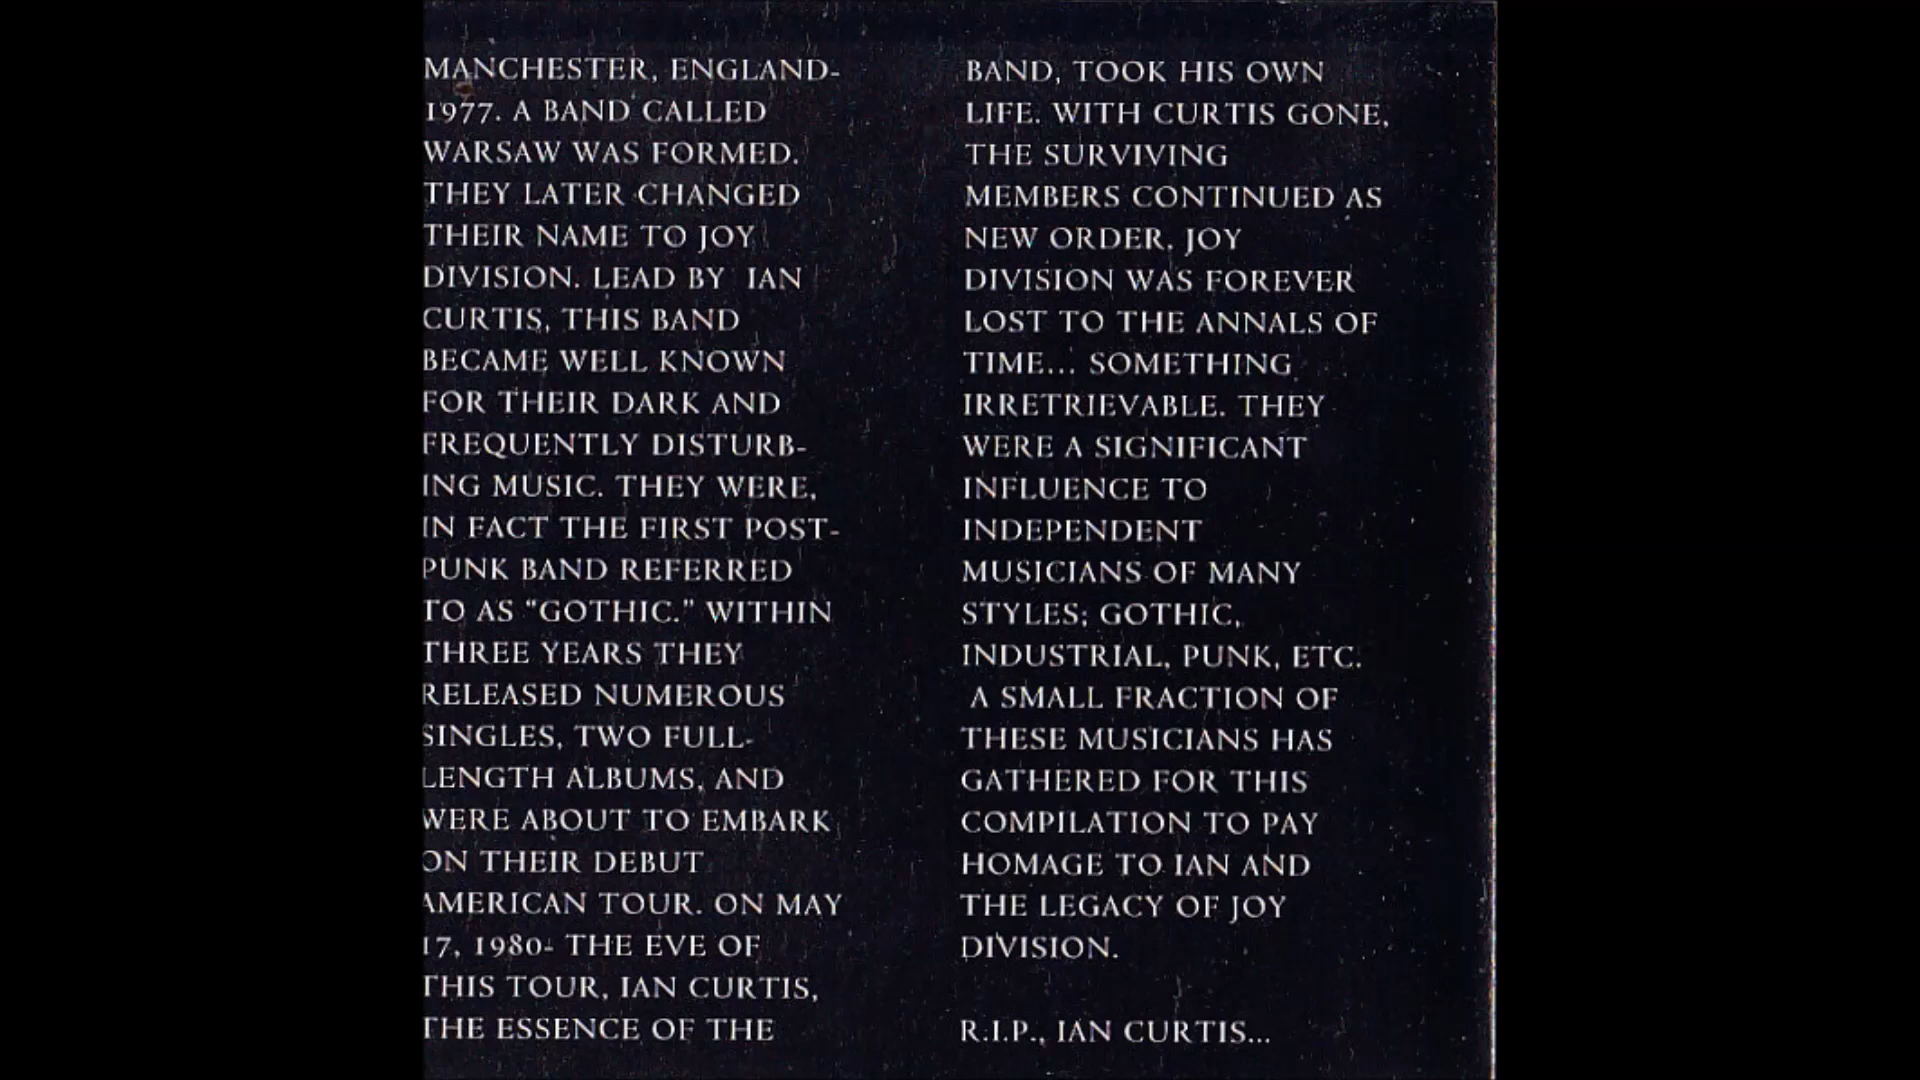 MANCHESTER, ENGLAND-
1977. A BAND CALLED
WARSAW WAS FORMED.
THEY LATER CHANGED
THEIR NAME TO JOY
DIVISION. LEAD BY IAN
CURTIS, THIS BAND
BECAME WELL KNOWN
FOR THEIR DARK AND
FREQUENTLY DISTURB-
ING MUSIC. THEY WERE,
IN FACT THE FIRST POST-
PUNK BAND REFERRED
TO AS "GOTHIC." WITHIN
THREE YEARS THEY
RELEASED NUMEROUS
SINGLES, TWO FULL-
LENGTH ALBUMS, AND
WERE ABOUT TO EMBARK
ON THEIR DEBUT
AMERICAN TOUR. ON MAY
17, 1980- THE EVE OF
THIS TOUR, IAN CURTIS,
THE ESSENCE OF THE
BAND, TOOK HIS OWN
LIFE. WITH CURTIS GONE,
THE SURVIVING
MEMBERS CONTINUED AS
NEW ORDER. JOY
DIVISION WAS FOREVER
LOST TO THE ANNALS OF
TIME... SOMETHING
IRRETRIEVABLE. THEY
WERE A SIGNIFICANT
INFLUENCE TO
INDEPENDENT
MUSICIANS OF MANY
STYLES; GOTHIC,
INDUSTRIAL, PUNK, ETC.
A SMALL FRACTION OF
THESE MUSICIANS HAS
GATHERED FOR THIS
COMPILATION TO PAY
HOMAGE TO IAN AND
THE LEGACY OF JOY
DIVISION.
R.I.P., IAN CURTIS...